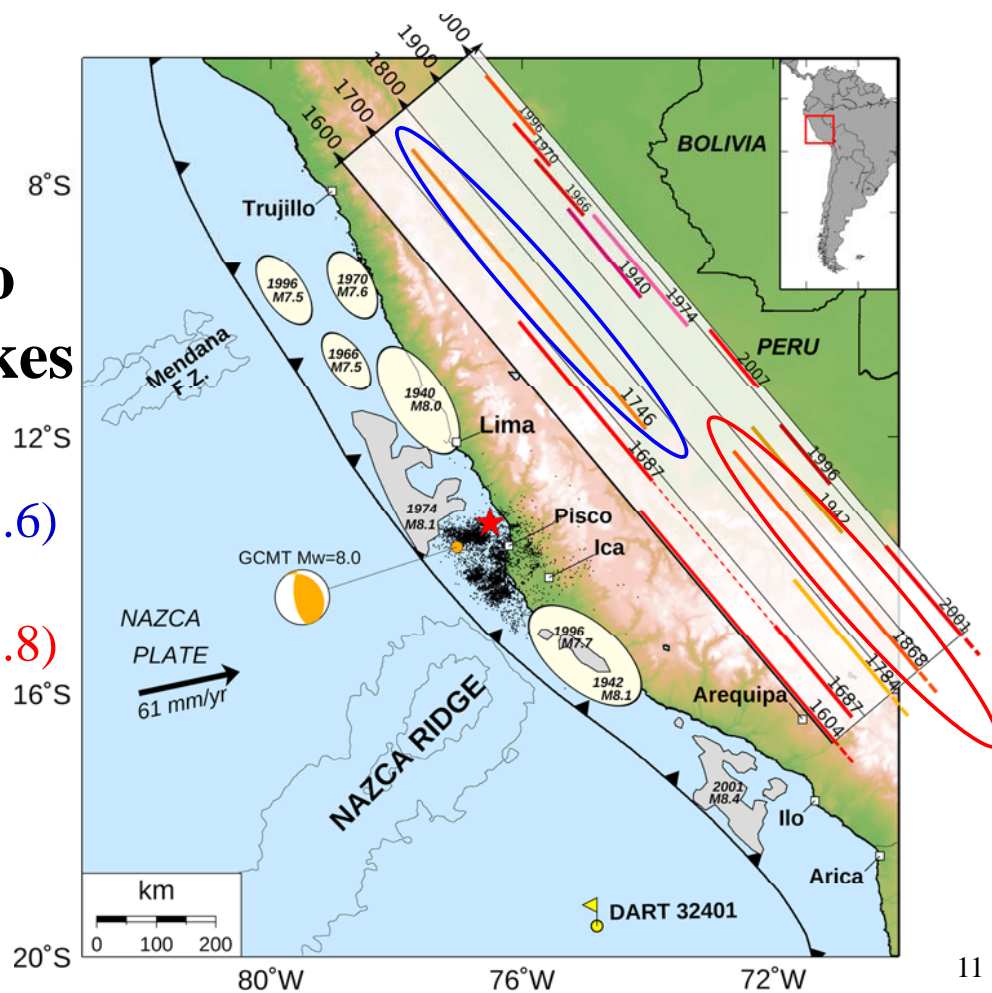 1600
1700
1800
1900
BOLIVIA
8˚S
Trujillo
1996
1970
1966
1940
1974
2007
PERU
1996
M7.5
1970
M7.6
1966
M7.5
Mendana
F.Z.
1940
M8.0
1746
Lima
1687
12˚S
1974
M8.1
Pisco
Ica
1996
1942
.6)
GCMT Mw=8.0
NAZCA
PLATE
61 mm/yr
.8)
1996
M7.7
1942
M8.1
2001
1868
1784
1687
1604
Arequipa
16˚S
NAZCA RIDGE
2001
M8.4
Ilo
Arica
km
0 100 200
DART 32401
20˚S
80˚W 76˚W 72˚W
11